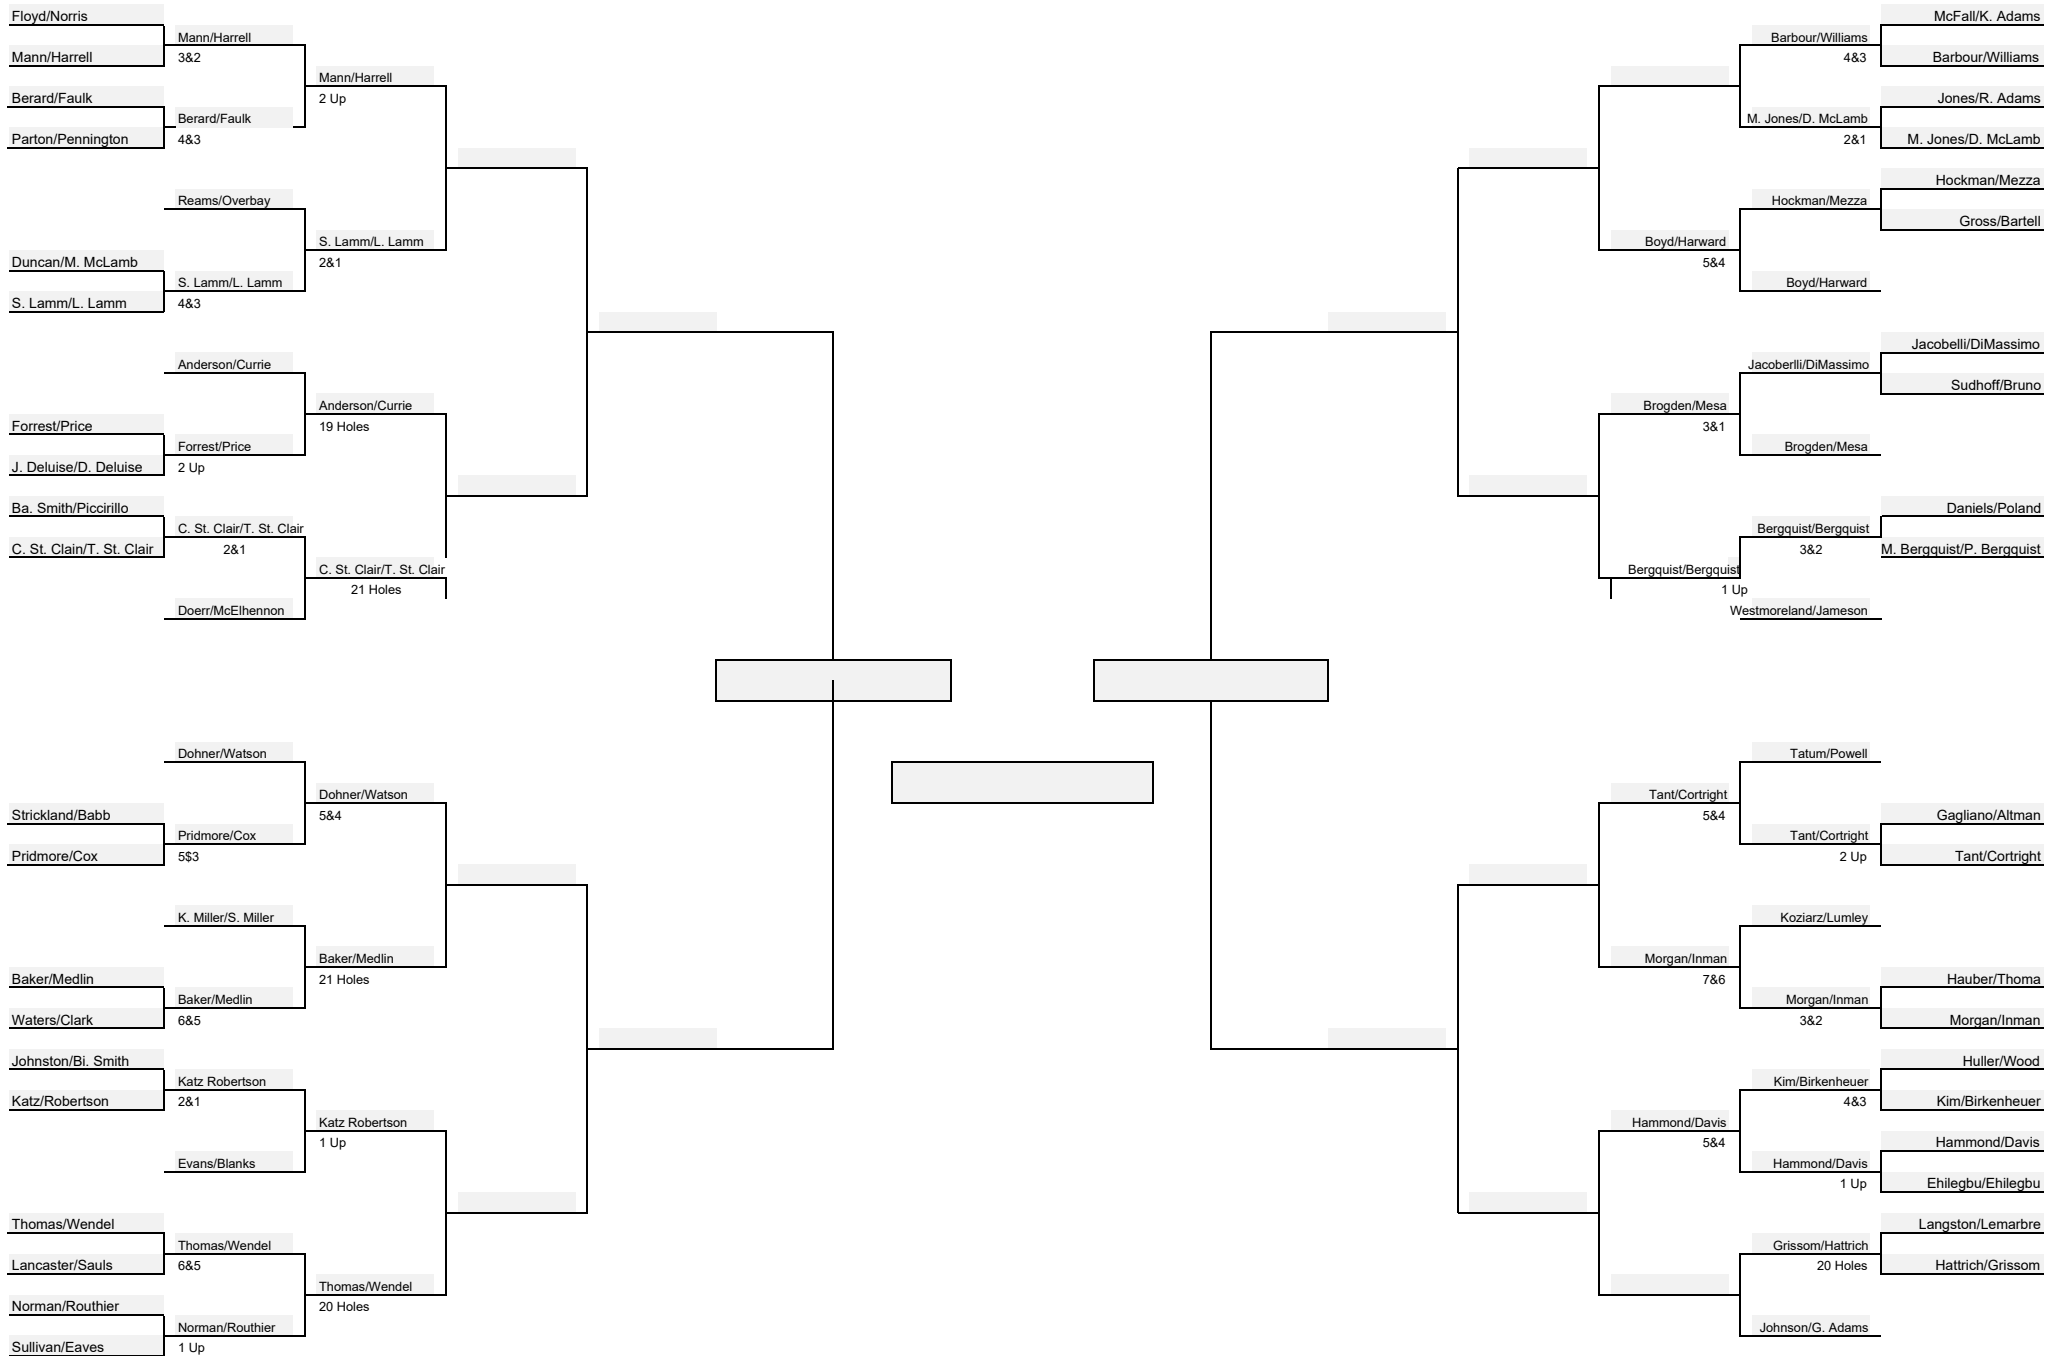 Floyd/Norris
Mann/Harrell
Mann/Harrell
3&2
Mann/Harrell
2 Up
Berard/Faulk
Berard/Faulk
Parton/Pennington
4&3
Reams/Overbay
S. Lamm/L. Lamm
2&1
Duncan/M. McLamb
S. Lamm/L. Lamm
S. Lamm/L. Lamm
4&3
Anderson/Currie
Anderson/Currie
19 Holes
Forrest/Price
Forrest/Price
J. Deluise/D. Deluise
2 Up
Ba. Smith/Piccirillo
C. St. Clair/T. St. Clair
C. St. Clain/T. St. Clair
2&1
C. St. Clair/T. St. Clair
21 Holes
Doerr/McElhennon
Dohner/Watson
Dohner/Watson
5&4
Strickland/Babb
Pridmore/Cox
Pridmore/Cox
5$3
K. Miller/S. Miller
Baker/Medlin
21 Holes
Baker/Medlin
Baker/Medlin
Waters/Clark
6&5
Johnston/Bi. Smith
Katz Robertson
Katz/Robertson
2&1
Katz Robertson
1 Up
Evans/Blanks
Thomas/Wendel
Thomas/Wendel
Lancaster/Sauls
6&5
Thomas/Wendel
20 Holes
Norman/Routhier
Norman/Routhier
Sullivan/Eaves
1 Up
McFall/K. Adams
Barbour/Williams
4&3
Barbour/Williams
Jones/R. Adams
M. Jones/D. McLamb
2&1
M. Jones/D. McLamb
Hockman/Mezza
Hockman/Mezza
Gross/Bartell
Boyd/Harward
5&4
Boyd/Harward
Jacobelli/DiMassimo
Jacoberlli/DiMassimo
Sudhoff/Bruno
Brogden/Mesa
3&1
Brogden/Mesa
Daniels/Poland
Bergquist/Bergquist
3&2
M. Bergquist/P. Bergquist
Bergquist/Bergquist
1 Up
Westmoreland/Jameson
Tatum/Powell
Tant/Cortright
5&4
Gagliano/Altman
Tant/Cortright
2 Up
Tant/Cortright
Koziarz/Lumley
Morgan/Inman
7&6
Hauber/Thoma
Morgan/Inman
3&2
Morgan/Inman
Huller/Wood
Kim/Birkenheuer
4&3
Kim/Birkenheuer
Hammond/Davis
5&4
Hammond/Davis
Hammond/Davis
1 Up
Ehilegbu/Ehilegbu
Langston/Lemarbre
Grissom/Hattrich
20 Holes
Hattrich/Grissom
Johnson/G. Adams